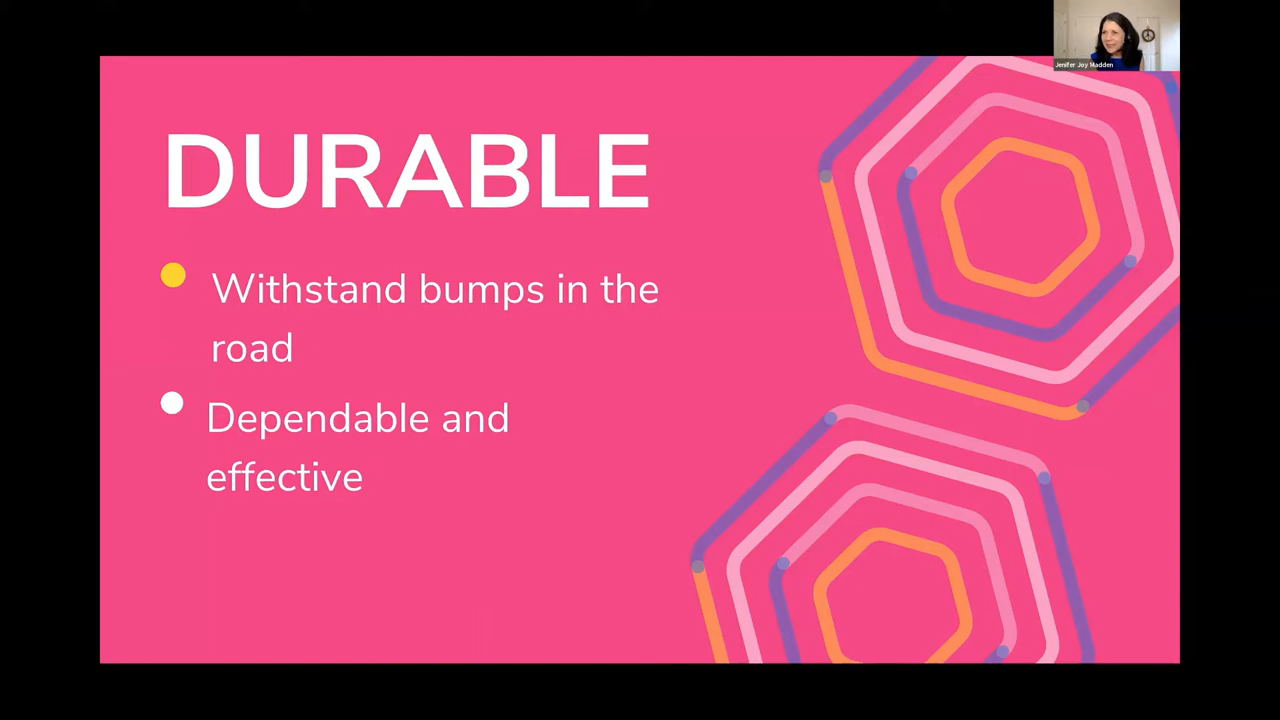 Jenifer Joy Madden
DURABLE
Withstand bumps in the
road
Dependable and
effective